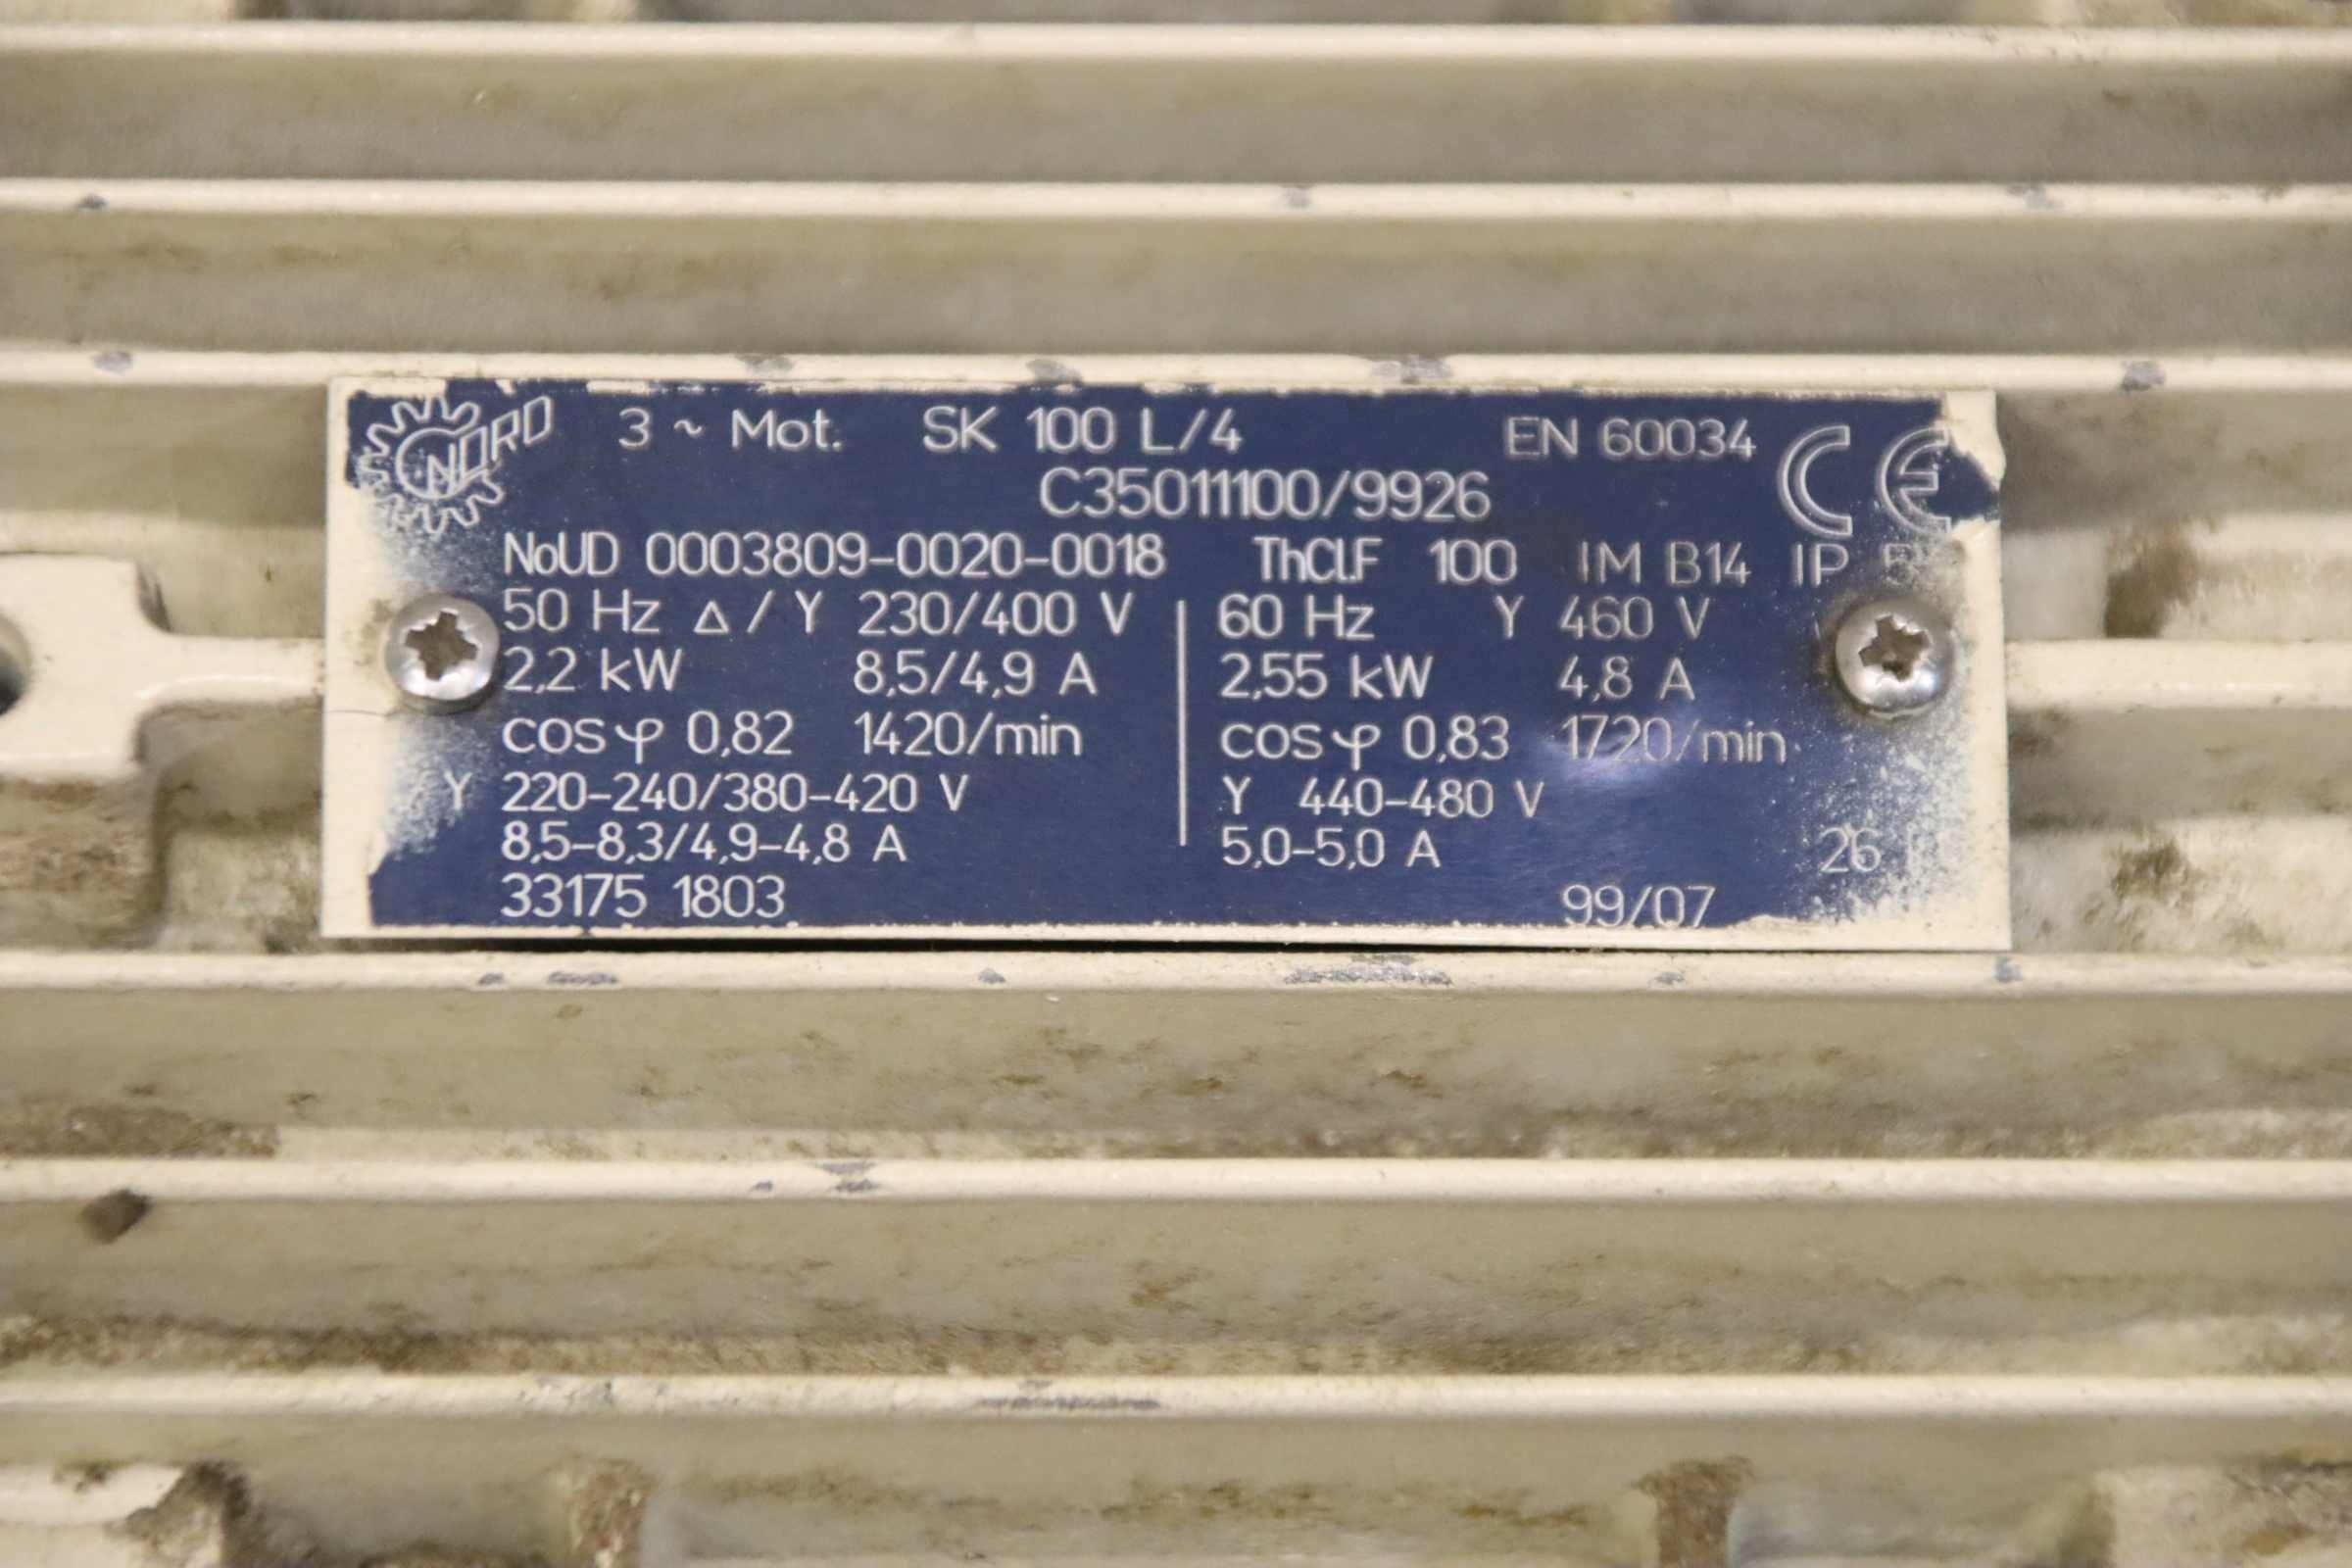 NORD 3 ~ Mot. SK 100 L/4 EN 60034 CE
C35011100/9926
NoUD 0003809-0020-0018 ThCl.F 100 IM B14 IP
50 Hz Δ / Y 230/400 V 60 Hz Y 460 V
2,2 kW 8,5/4,9 A 2,55 kW 4,8 A
cos φ 0,82 1420/min cos φ 0,83 1720/min
Y 220-240/380-420 V Y 440-480 V
8,5-8,3/4,9-4,8 A 5,0-5,0 A 26
33175 1803 99/07